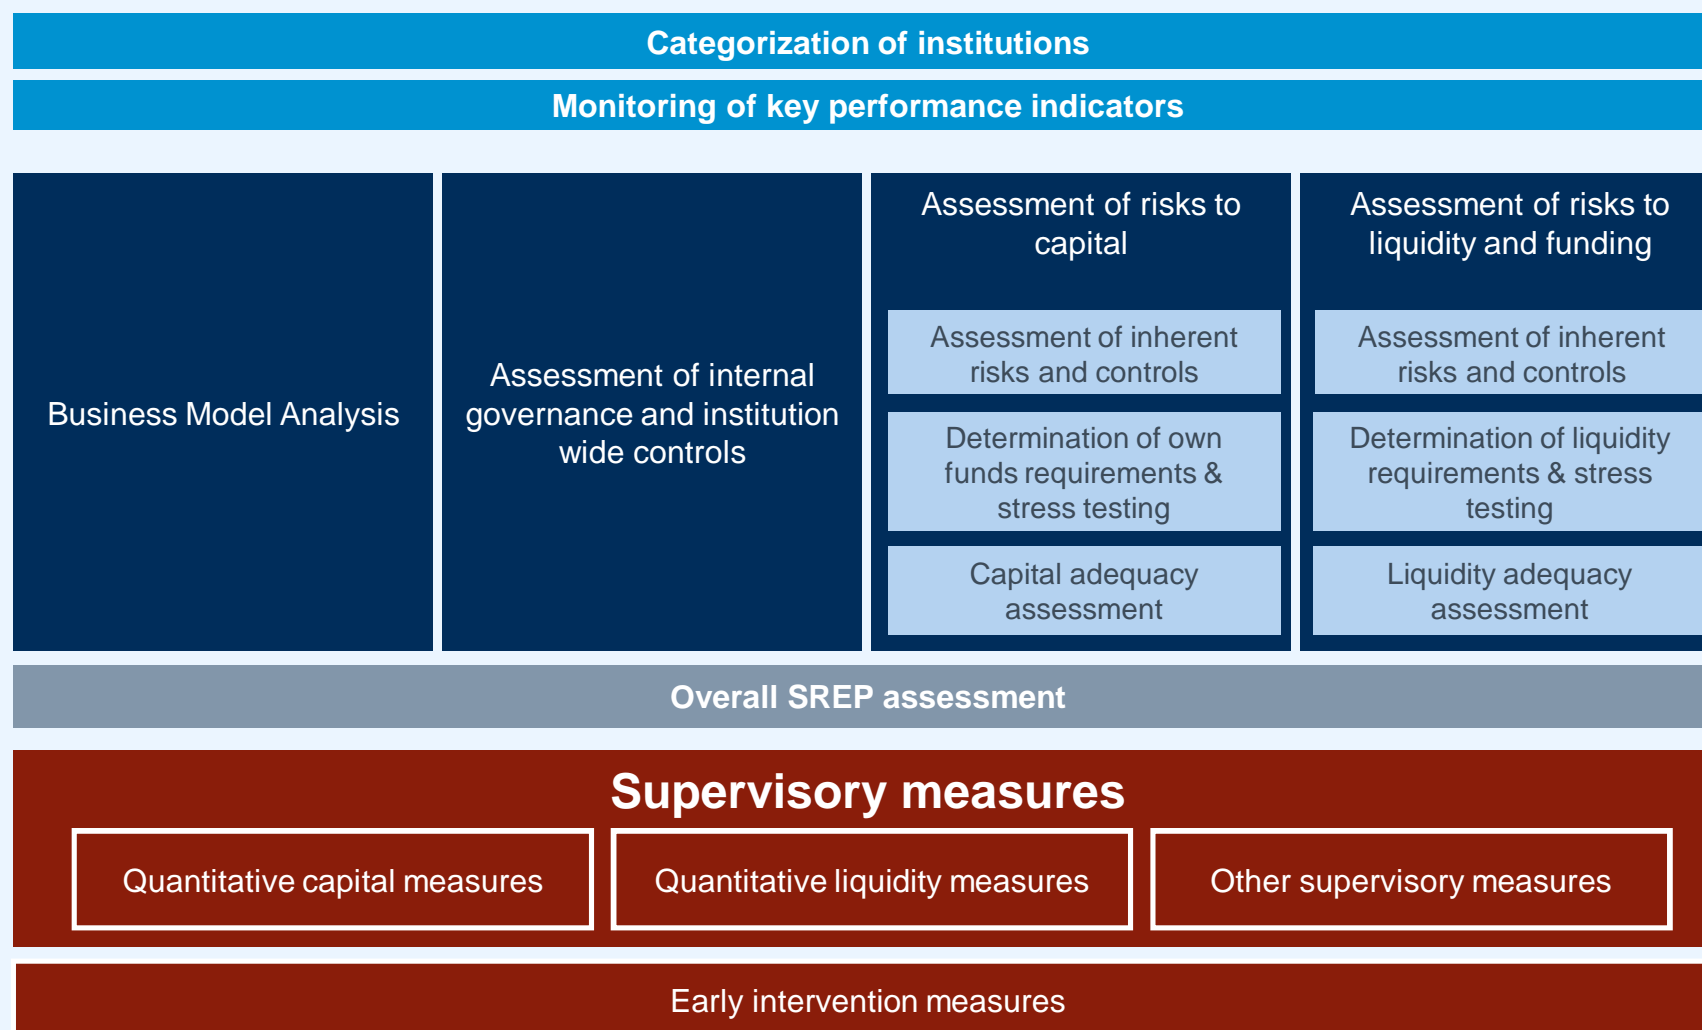 Categorization of institutions
Monitoring of key performance indicators
Business Model Analysis
Assessment of internal
governance and institution
wide controls
Assessment of risks to
capital
Assessment of inherent
risks and controls
Determination of own
funds requirements &
stress testing
Capital adequacy
assessment
Assessment of risks to
liquidity and funding
Assessment of inherent
risks and controls
Determination of liquidity
requirements & stress
testing
Liquidity adequacy
assessment
Overall SREP assessment
Supervisory measures
Quantitative capital measures
Quantitative liquidity measures
Other supervisory measures
Early intervention measures